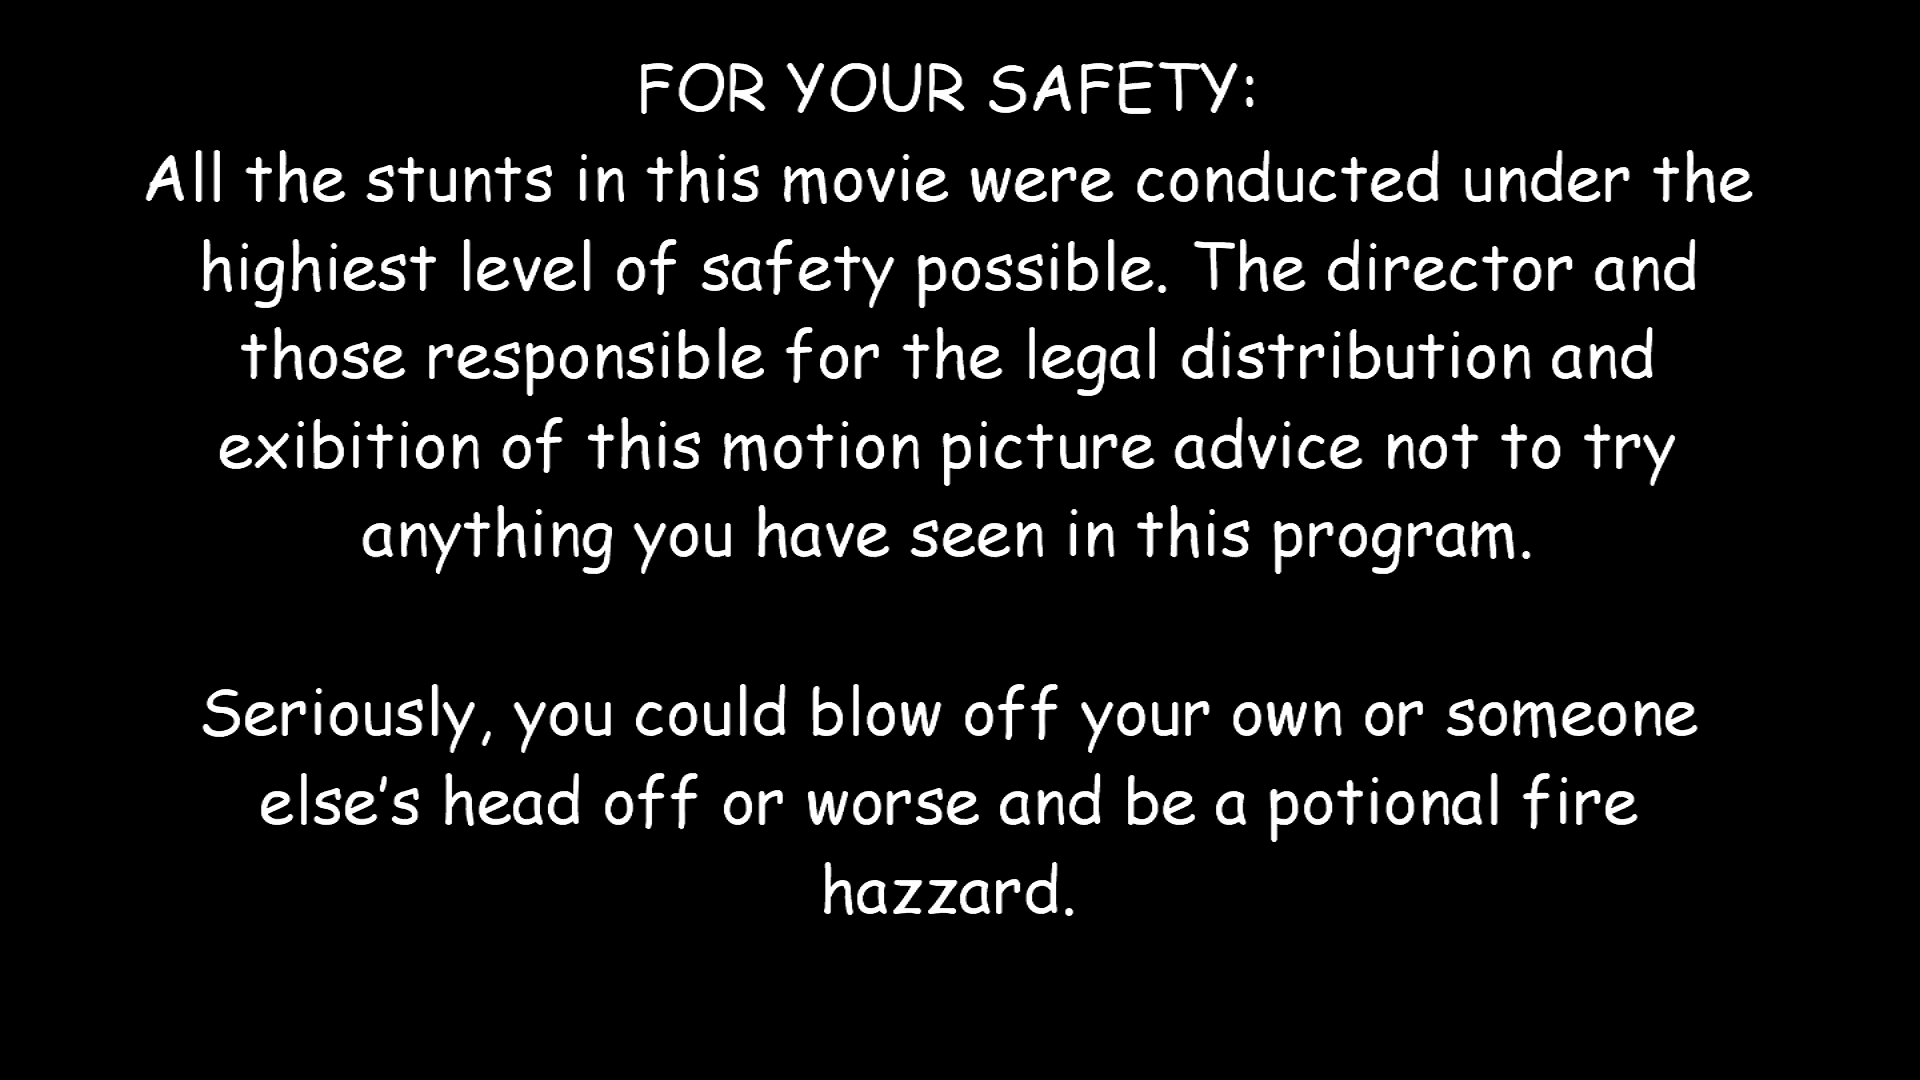 FOR YOUR SAFETY:
All the stunts in this movie were conducted under the
highiest level of safety possible. The director and
those responsible for the legal distribution and
exibition of this motion picture advice not to try
anything you have seen in this program.
Seriously, you could blow off your own or someone
else's head off or worse and be a potional fire
hazzard.